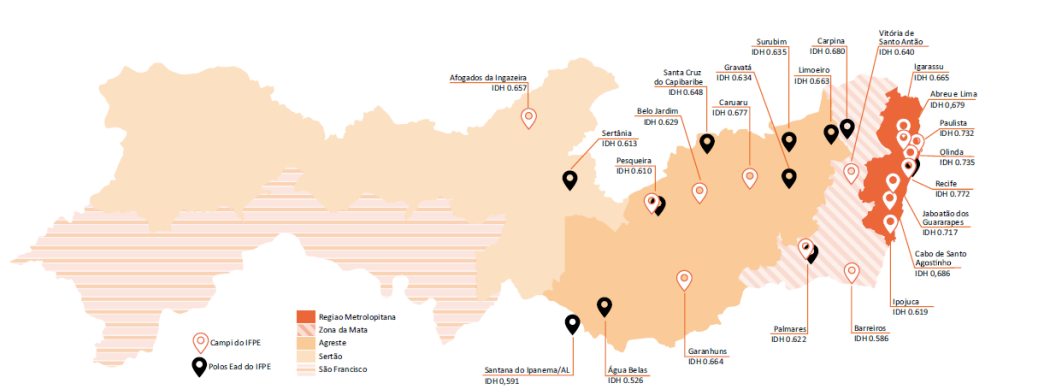 Vitória de
Santo Antão
IDH 0.640
Surubim
IDH 0.635
Carpina
IDH 0.680
Igarassu
IDH 0.665
Gravatá
IDH 0.634
Limoeiro
IDH 0.663
Santa Cruz
do Capibaribe
IDH 0.648
Afogados da Ingazeira
IDH 0.657
Abreu e Lima
IDH 0,679
Caruaru
IDH 0.677
Belo Jardim
IDH 0.629
Paulista
IDH 0.732
Sertânia
IDH 0.613
Olinda
IDH 0.735
Pesqueira
IDH 0.610
Recife
IDH 0.772
Jaboatão dos
Guararapes
IDH 0.717
Cabo de Santo
Agostinho
IDH 0,686
Ipojuca
IDH 0.619
Regiao Metrolopitana
Zona da Mata
Agreste
Sertão
São Francisco
Campi do IFPE
Polos Ead do IFPE
Palmares
IDH 0.622
Barreiros
IDH 0.586
Garanhuns
IDH 0.664
Santana do Ipanema/AL
IDH 0,591
Água Belas
IDH 0.526